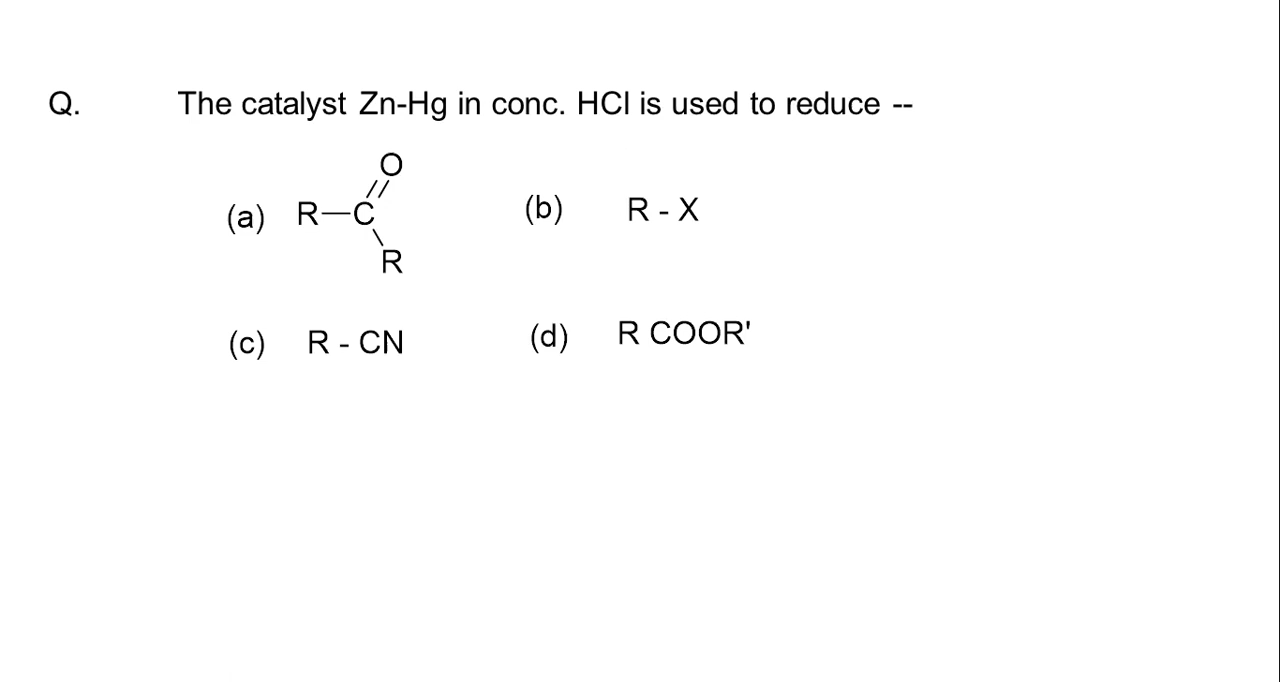 Q. The catalyst Zn-Hg in conc. HCl is used to reduce --
O
(a) R—C (b) R - X
R
(c) R - CN (d) R COOR'